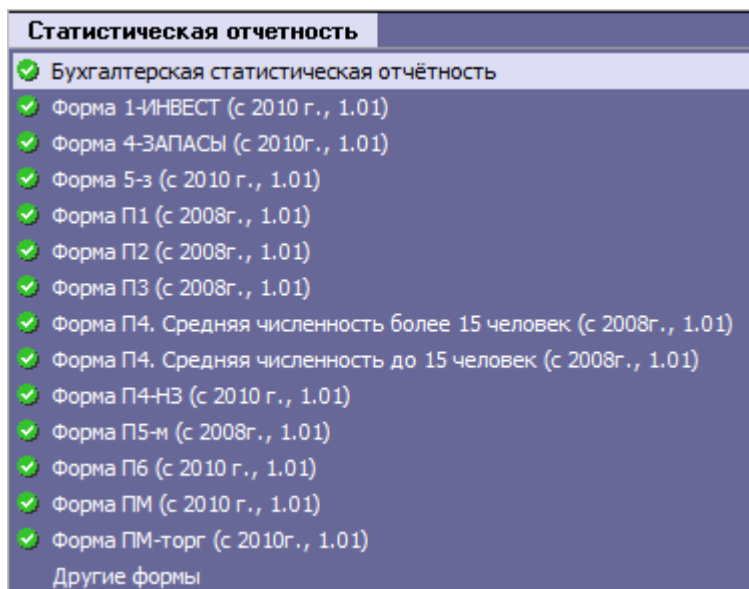 Статистическая отчетность
Бухгалтерская статистическая отчётность
Форма 1-ИНВЕСТ (с 2010 г., 1.01)
Форма 4-ЗАПАСЫ (с 2010г., 1.01)
Форма 5-з (с 2010 г., 1.01)
Форма П1 (с 2008г., 1.01)
Форма П2 (с 2008г., 1.01)
Форма П3 (с 2008г., 1.01)
Форма П4. Средняя численность более 15 человек (с 2008г., 1.01)
Форма П4. Средняя численность до 15 человек (с 2008г., 1.01)
Форма П4-НЗ (с 2010 г., 1.01)
Форма П5-м (с 2008г., 1.01)
Форма П6 (с 2010 г., 1.01)
Форма ПМ (с 2010 г., 1.01)
Форма ПМ-торг (с 2010г., 1.01)
Другие формы